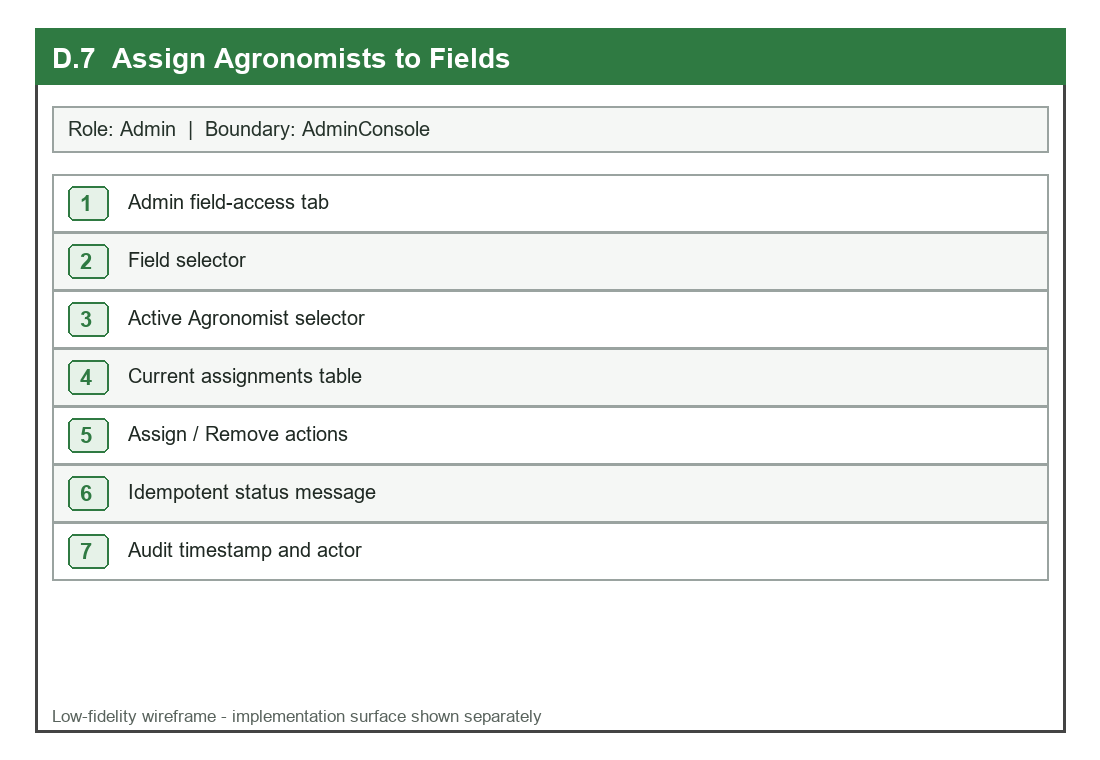 D.7  Assign Agronomists to Fields
Role: Admin  |  Boundary: AdminConsole
1 Admin field-access tab
2 Field selector
3 Active Agronomist selector
4 Current assignments table
5 Assign / Remove actions
6 Idempotent status message
7 Audit timestamp and actor
Low-fidelity wireframe - implementation surface shown separately